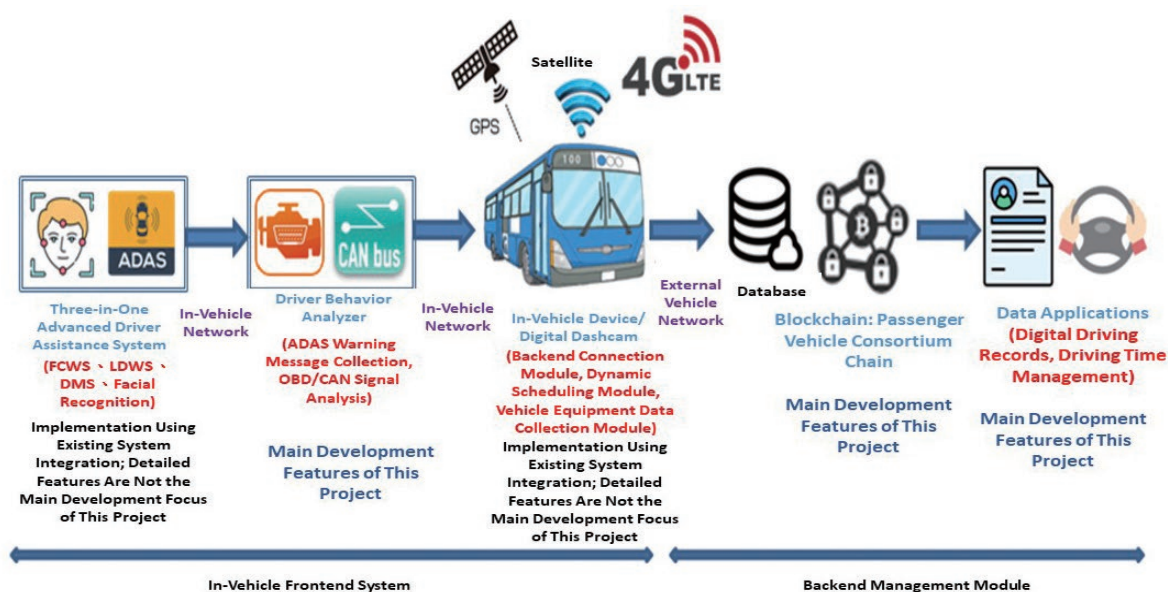 Satellite
4G LTE
GPS
100
ADAS
CAN bus
B
Three-in-One
Advanced Driver
Assistance System
(FCWS、LDWS、
DMS、Facial
Recognition)
Implementation Using
Existing System
Integration; Detailed
Features Are Not the
Main Development Focus
of This Project
In-Vehicle
Network
Driver Behavior
Analyzer
(ADAS Warning
Message Collection,
OBD/CAN Signal
Analysis)
Main Development
Features of This
Project
In-Vehicle
Network
In-Vehicle Device/
Digital Dashcam
(Backend Connection
Module, Dynamic
Scheduling Module,
Vehicle Equipment Data
Collection Module)
Implementation Using
Existing System
Integration; Detailed
Features Are Not the
Main Development Focus
of This Project
External
Vehicle
Network
Database
Blockchain: Passenger
Vehicle Consortium
Chain
Main Development
Features of This
Project
Data Applications
(Digital Driving
Records, Driving Time
Management)
Main Development
Features of This
Project
In-Vehicle Frontend System
Backend Management Module